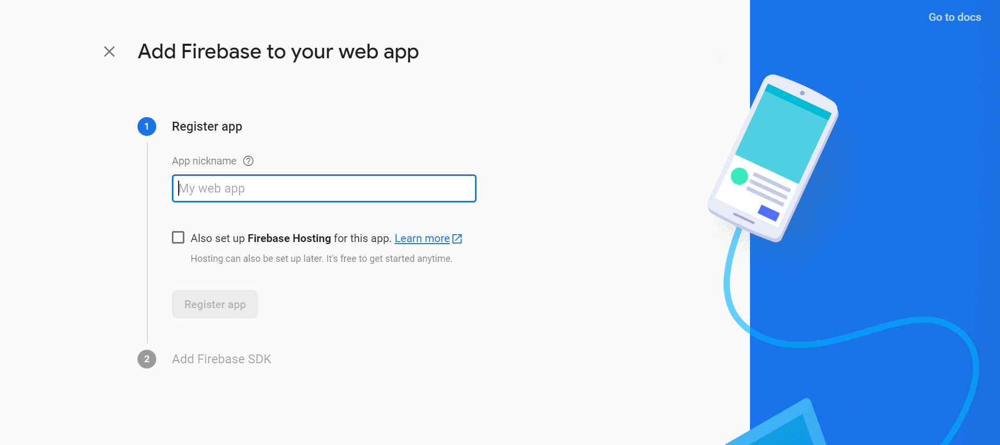 Go to docs
Add Firebase to your web app
1 Register app
App nickname ?
My web app
Also set up Firebase Hosting for this app. Learn more
Hosting can also be set up later. It's free to get started anytime.
Register app
2 Add Firebase SDK